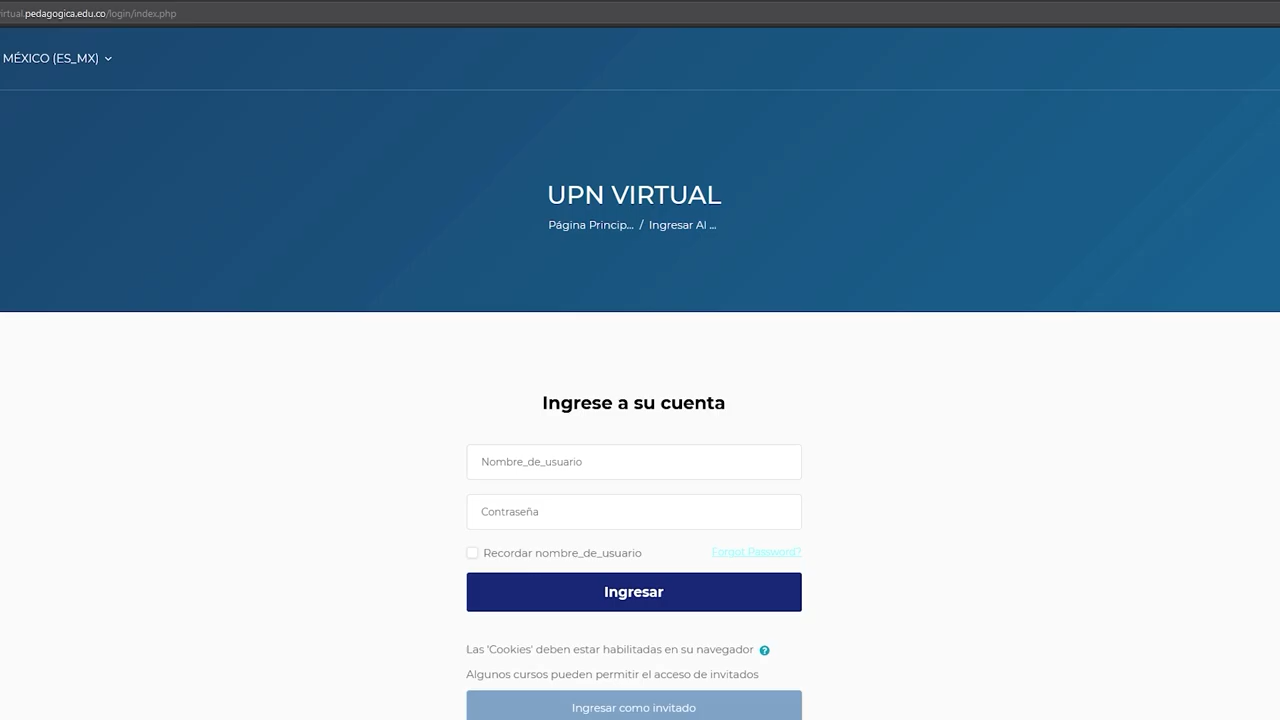 virtual.pedagogica.edu.co/login/index.php
MÉXICO (ES_MX)
UPN VIRTUAL
Página Princip... / Ingresar Al ...
Ingrese a su cuenta
Nombre_de_usuario
Contraseña
Recordar nombre_de_usuario Forgot Password?
Ingresar
Las 'Cookies' deben estar habilitadas en su navegador ?
Algunos cursos pueden permitir el acceso de invitados
Ingresar como invitado